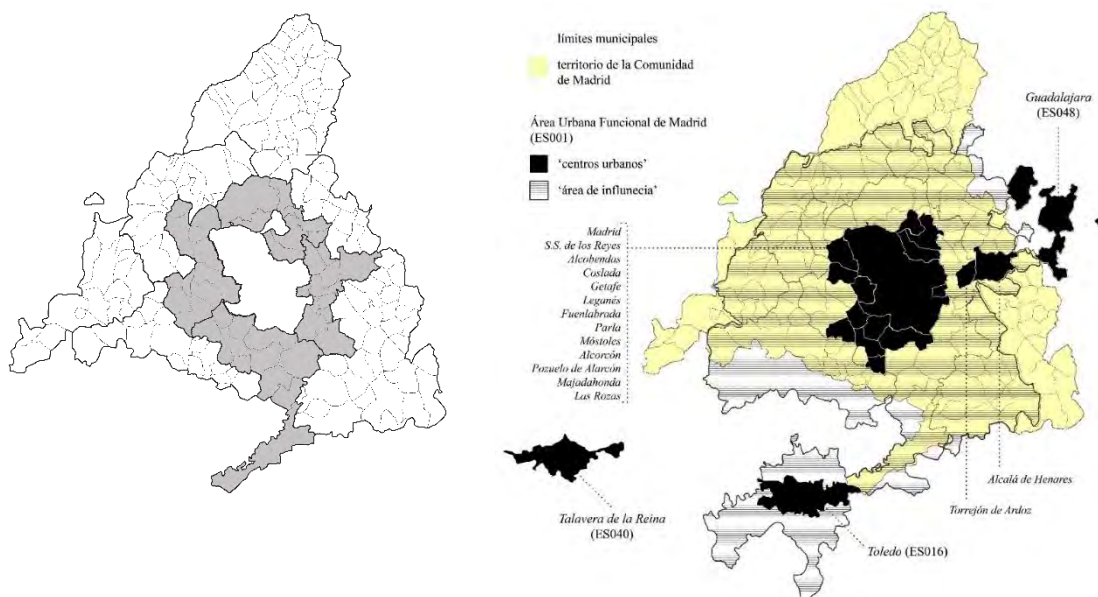 límites municipales
territorio de la Comunidad
de Madrid
Área Urbana Funcional de Madrid
(ES001)
‘centros urbanos’
‘área de influnecia’
Madrid
S.S. de los Reyes
Alcobendas
Coslada
Getafe
Leganés
Fuenlabrada
Parla
Móstoles
Alcorcón
Pozuelo de Alarcón
Majadahonda
Las Rozas
Guadalajara
(ES048)
Talavera de la Reina
(ES040)
Toledo (ES016)
Alcalá de Henares
Torrejón de Ardoz